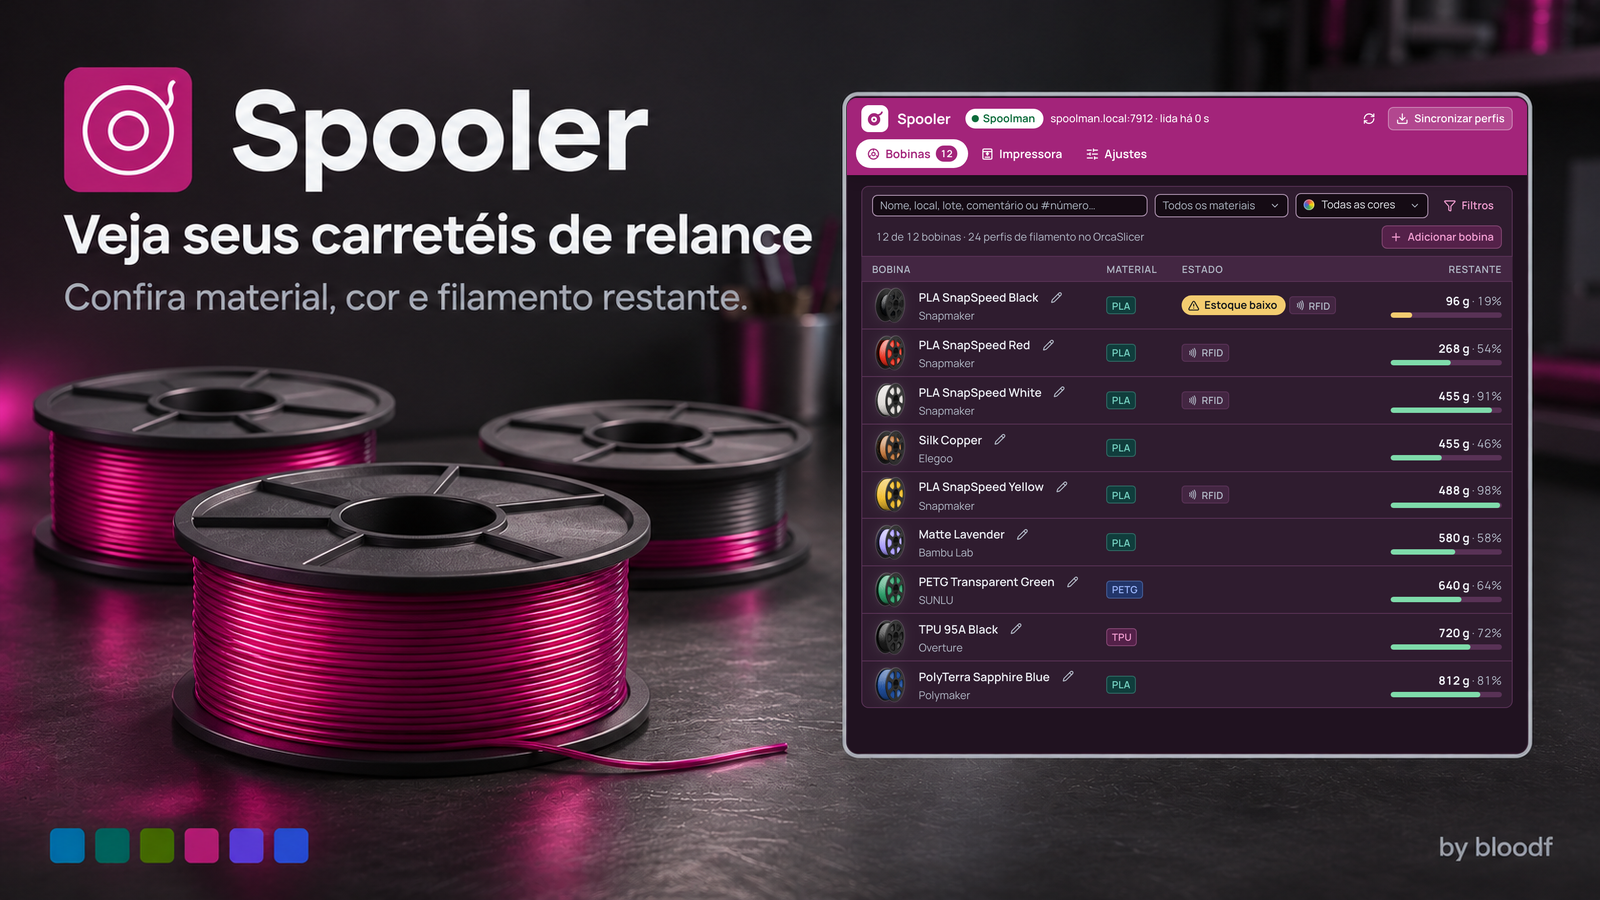 Spooler
Veja seus carretéis de relance
Confira material, cor e filamento restante.
Spooler
Spoolman
spoolman.local:7912 · lida há 0 s
Sincronizar perfis
Bobinas 12
Impressora
Ajustes
Nome, local, lote, comentário ou #número...
Todos os materiais
Todas as cores
Filtros
12 de 12 bobinas · 24 perfis de filamento no OrcaSlicer
Adicionar bobina
BOBINA MATERIAL ESTADO RESTANTE
PLA SnapSpeed Black
Snapmaker
PLA
Estoque baixo
RFID
96 g · 19%
PLA SnapSpeed Red
Snapmaker
PLA
RFID
268 g · 54%
PLA SnapSpeed White
Snapmaker
PLA
RFID
455 g · 91%
Silk Copper
Elegoo
PLA
455 g · 46%
PLA SnapSpeed Yellow
Snapmaker
PLA
RFID
488 g · 98%
Matte Lavender
Bambu Lab
PLA
580 g · 58%
PETG Transparent Green
SUNLU
PETG
640 g · 64%
TPU 95A Black
Overture
TPU
720 g · 72%
PolyTerra Sapphire Blue
Polymaker
PLA
812 g · 81%
by bloodf